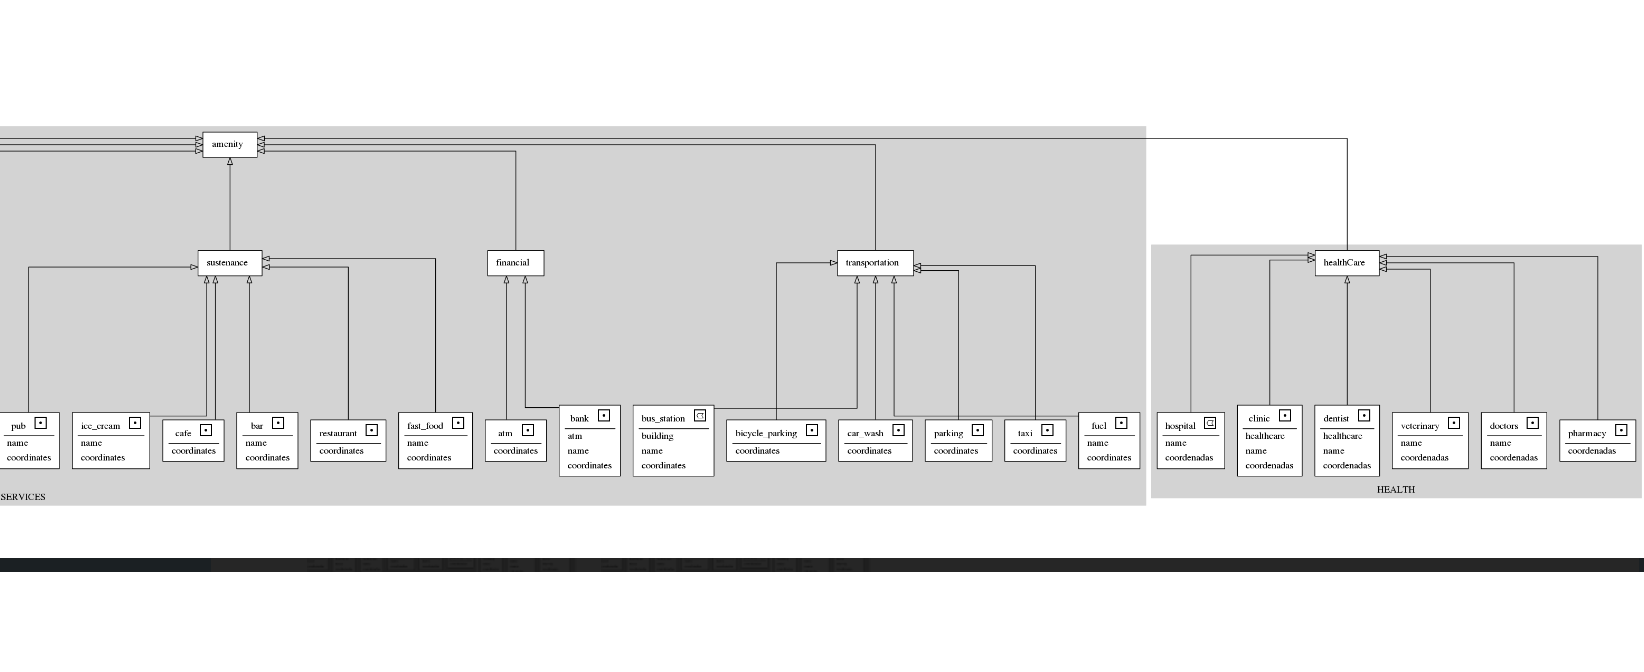 amenity
sustenance
financial
transportation
healthCare
pub
name
coordinates
ice_cream
name
coordinates
cafe
coordinates
bar
name
coordinates
restaurant
coordinates
fast_food
name
coordinates
atm
coordinates
bank
atm
name
coordinates
bus_station
building
name
coordinates
bicycle_parking
coordinates
car_wash
coordinates
parking
coordinates
taxi
coordinates
fuel
name
coordinates
hospital
name
coordenadas
clinic
healthcare
name
coordenadas
dentist
healthcare
name
coordenadas
veterinary
name
coordenadas
doctors
name
coordenadas
pharmacy
coordenadas
SERVICES
HEALTH